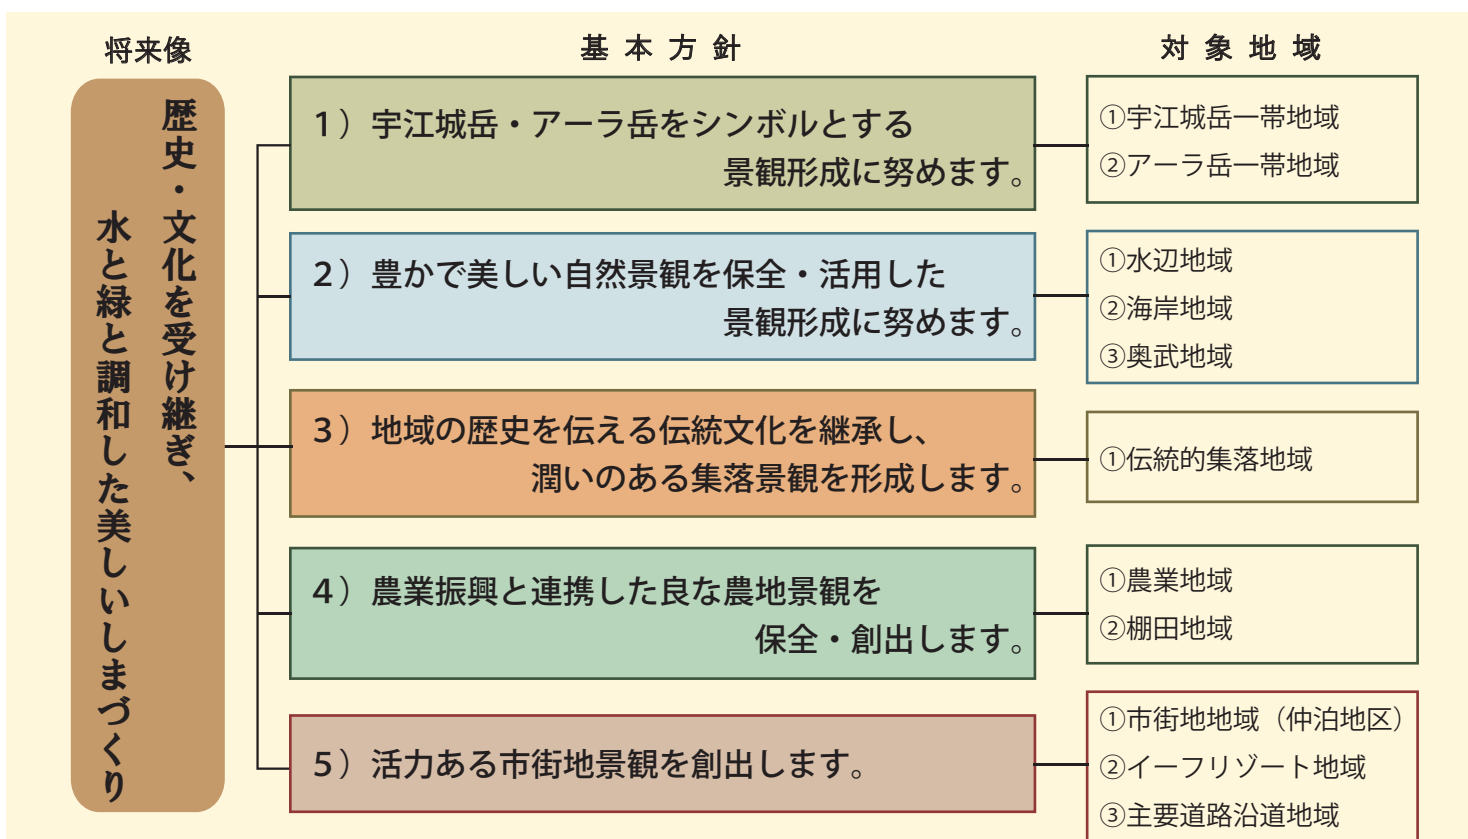 将来像
基本方針
対象地域
歴史・文化を受け継ぎ、
水と緑と調和した美しいしまづくり
1）宇江城岳・アーラ岳をシンボルとする
景観形成に努めます。
①宇江城岳一帯地域
②アーラ岳一帯地域
2）豊かで美しい自然景観を保全・活用した
景観形成に努めます。
①水辺地域
②海岸地域
③奥武地域
3）地域の歴史を伝える伝統文化を継承し、
潤いのある集落景観を形成します。
①伝統的集落地域
4）農業振興と連携した良な農地景観を
保全・創出します。
①農業地域
②棚田地域
5）活力ある市街地景観を創出します。
①市街地地域（仲泊地区）
②イーフリゾート地域
③主要道路沿道地域